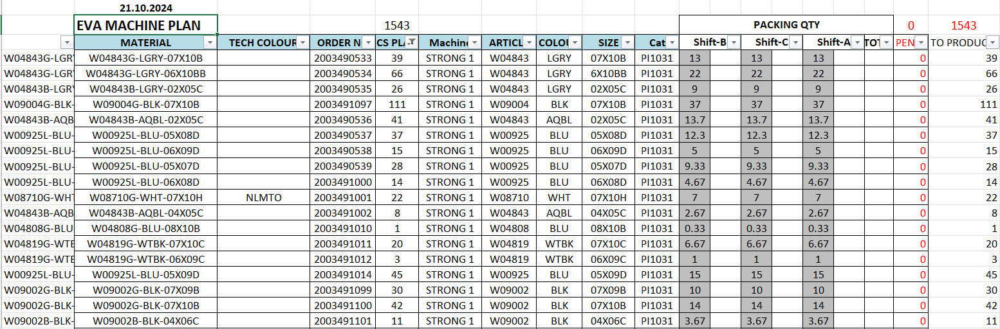 21.10.2024
EVA MACHINE PLAN 1543 PACKING QTY 0 1543
MATERIAL TECH COLOUR ORDER N CS PLA Machin ARTICL COLOU SIZE Cat Shift-B Shift-C Shift-A TOT PEN TO PRODUC
W04843G-LGRY W04843G-LGRY-07X10B 2003490533 39 STRONG 1 W04843 LGRY 07X10B PI1031 13 13 13 0 39
W04843G-LGRY W04843G-LGRY-06X10BB 2003490534 66 STRONG 1 W04843 LGRY 6X10BB PI1031 22 22 22 0 66
W04843B-LGRY W04843B-LGRY-02X05C 2003490535 26 STRONG 1 W04843 LGRY 02X05C PI1031 9 9 9 0 26
W09004G-BLK- W09004G-BLK-07X10B 2003491097 111 STRONG 1 W09004 BLK 07X10B PI1031 37 37 37 0 111
W04843B-AQB W04843B-AQBL-02X05C 2003490536 41 STRONG 1 W04843 AQBL 02X05C PI1031 13.7 13.7 13.7 0 41
W00925L-BLU- W00925L-BLU-05X08D 2003490537 37 STRONG 1 W00925 BLU 05X08D PI1031 12.3 12.3 12.3 0 37
W00925L-BLU- W00925L-BLU-06X09D 2003490538 15 STRONG 1 W00925 BLU 06X09D PI1031 5 5 5 0 15
W00925L-BLU- W00925L-BLU-05X07D 2003490539 28 STRONG 1 W00925 BLU 05X07D PI1031 9.33 9.33 9.33 0 28
W00925L-BLU- W00925L-BLU-06X08D 2003491000 14 STRONG 1 W00925 BLU 06X08D PI1031 4.67 4.67 4.67 0 14
W08710G-WHT W08710G-WHT-07X10H NLMTO 2003491001 22 STRONG 1 W08710 WHT 07X10H PI1031 7 7 7 0 22
W04843B-AQB W04843B-AQBL-04X05C 2003491002 8 STRONG 1 W04843 AQBL 04X05C PI1031 2.67 2.67 2.67 0 8
W04808G-BLU W04808G-BLU-08X10B 2003491010 1 STRONG 1 W04808 BLU 08X10B PI1031 0.33 0.33 0.33 0 1
W04819G-WTB W04819G-WTBK-07X10C 2003491011 20 STRONG 1 W04819 WTBK 07X10C PI1031 6.67 6.67 6.67 0 20
W04819G-WTB W04819G-WTBK-06X09C 2003491012 3 STRONG 1 W04819 WTBK 06X09C PI1031 1 1 1 0 3
W00925L-BLU- W00925L-BLU-05X09D 2003491014 45 STRONG 1 W00925 BLU 05X09D PI1031 15 15 15 0 45
W09002G-BLK- W09002G-BLK-07X09B 2003491099 30 STRONG 1 W09002 BLK 07X09B PI1031 10 10 10 0 30
W09002G-BLK- W09002G-BLK-07X10B 2003491100 42 STRONG 1 W09002 BLK 07X10B PI1031 14 14 14 0 42
W09002B-BLK- W09002B-BLK-04X06C 2003491101 11 STRONG 1 W09002 BLK 04X06C PI1031 3.67 3.67 3.67 0 11